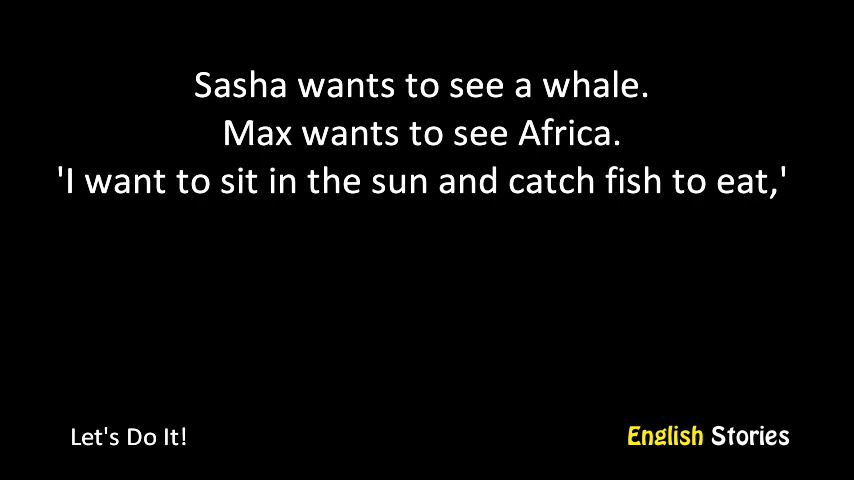 Sasha wants to see a whale.
Max wants to see Africa.
'I want to sit in the sun and catch fish to eat,'
Let's Do It!
English Stories